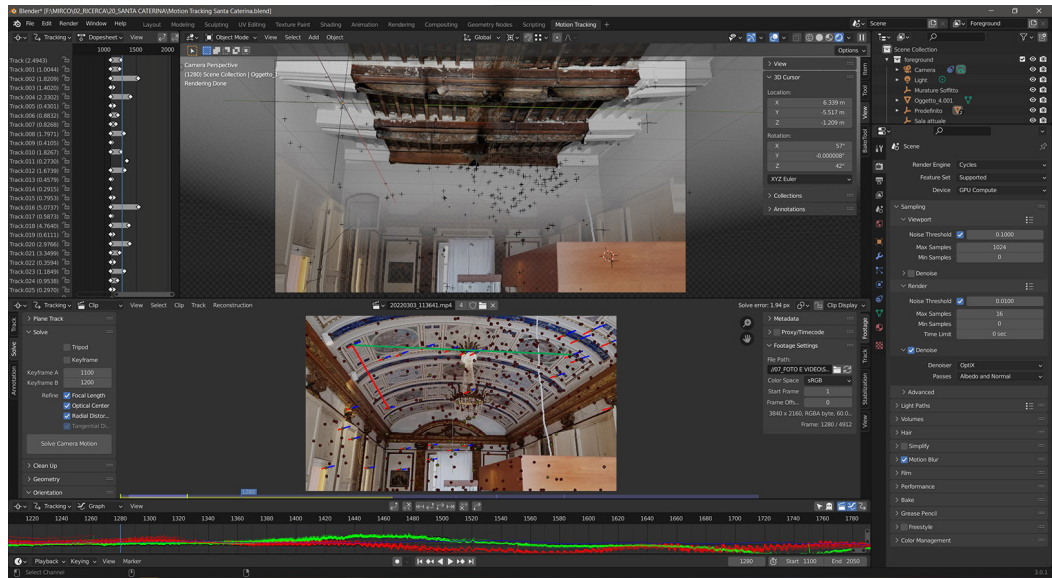 Blender* [F:\MIRCO\02_RICERCA\20_SANTA CATERINA\Motion Tracking Santa Caterina.blend]
File Edit Render Window Help Layout Modeling Sculpting UV Editing Texture Paint Shading Animation Rendering Compositing Geometry Nodes Scripting Motion Tracking + Scene Foreground
Tracking Dopesheet View Object Mode View Select Add Object Global Options
1000 1500 2000
Track (2.4943)
Track.001 (1.0044)
Track.002 (1.8209)
Track.003 (1.4020)
Track.004 (2.3302)
Track.005 (0.4301)
Track.006 (0.8832)
Track.007 (0.8268)
Track.008 (1.7971)
Track.009 (0.4105)
Track.010 (1.8267)
Track.011 (0.2730)
Track.012 (1.6739)
Track.013 (0.4579)
Track.014 (0.2915)
Track.015 (0.7953)
Track.016 (5.0737)
Track.017 (0.5873)
Track.018 (4.7640)
Track.019 (0.6111)
Track.020 (2.9766)
Track.021 (3.3499)
Track.022 (0.3594)
Track.023 (1.1849)
Track.024 (0.9538)
Track.025 (0.2970)
Camera Perspective
(1280) Scene Collection | Oggetto_
Rendering Done
View
3D Cursor
Location:
X 6.339 m
Y -5.517 m
Z -1.209 m
Rotation:
X 57°
Y -0.000008°
Z 42°
XYZ Euler
Collections
Annotations
Item
Tool
View
BakeTool
Scene Collection
foreground
Camera
Light
Murature Soffitto
Oggetto_4.001
Predefinito
Sala attuale
Scene
Render Engine Cycles
Feature Set Supported
Device GPU Compute
Sampling
Viewport
Noise Threshold 0.1000
Max Samples 1024
Min Samples 0
Denoise
Render
Noise Threshold 0.0100
Max Samples 16
Min Samples 0
Time Limit 0 sec
Denoise
Denoiser OptiX
Passes Albedo and Normal
Advanced
Light Paths
Volumes
Hair
Simplify
Motion Blur
Film
Performance
Bake
Grease Pencil
Freestyle
Color Management
Tracking Clip View Select Clip Track Reconstruction 20220303_113641.mp4 4 Solve error: 1.94 px Clip Display
Track
Solve
Annotation
Plane Track
Solve
Tripod
Keyframe
Keyframe A 1100
Keyframe B 1200
Refine Focal Length
Optical Center
Radial Distor...
Tangential Di...
Solve Camera Motion
Clean Up
Geometry
Orientation
1280
Metadata
Proxy/Timecode
Footage Settings
File Path:
//07_FOTO E VIDEO\S...
Color Space sRGB
Start Frame 1
Frame Offs... 0
3840 x 2160, RGBA byte, 60.0...
Frame: 1280 / 4912
Footage
Track
Stabilization
View
Tracking Graph View
1220 1240 1260 1280 1300 1320 1340 1360 1380 1400 1420 1440 1460 1480 1500 1520 1540 1560 1580 1600 1620 1640 1660 1680 1700 1720 1740 1760 1780
Playback Keying View Marker 1280 Start 1100 End 2050
Select Channel 3.0.1